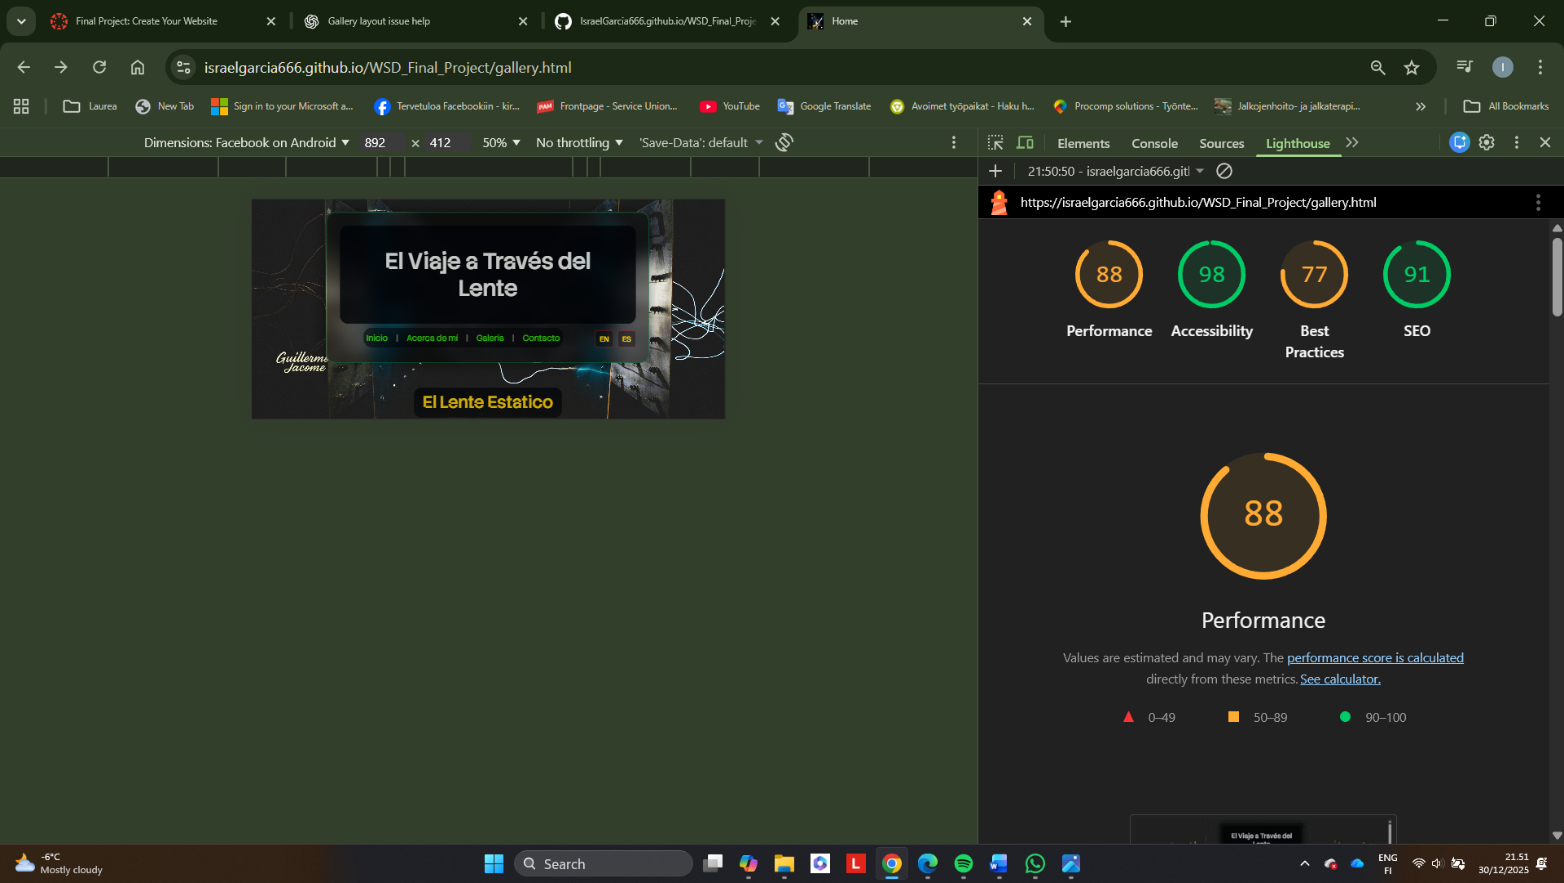 Final Project: Create Your Website
Gallery layout issue help
IsraelGarcia666.github.io/WSD_Final_Proje
Home
israelgarcia666.github.io/WSD_Final_Project/gallery.html
I
Laurea
New Tab
Sign in to your Microsoft a...
Tervetuloa Facebookiin - kir...
PAM
Frontpage - Service Union...
YouTube
Google Translate
Avoimet työpaikat - Haku h...
Procomp solutions - Työnte...
Jalkojenhoito- ja jalkaterapi...
»
All Bookmarks
Dimensions: Facebook on Android
892 × 412
50%
No throttling
'Save-Data': default
Elements
Console
Sources
Lighthouse
21:50:50 - israelgarcia666.git
https://israelgarcia666.github.io/WSD_Final_Project/gallery.html
El Viaje a Través del
Lente
Inicio | Acerca de mí | Galeria | Contacto
EN ES
Guillermo
Jacome
El Lente Estatico
88 98 77 91
Performance Accessibility Best SEO
Practices
88
Performance
Values are estimated and may vary. The performance score is calculated
directly from these metrics. See calculator.
0–49 50–89 90–100
El Viaje a Través del
Lente
-6°C
Mostly cloudy
Search
L
ENG
FI
21.51
30/12/2025